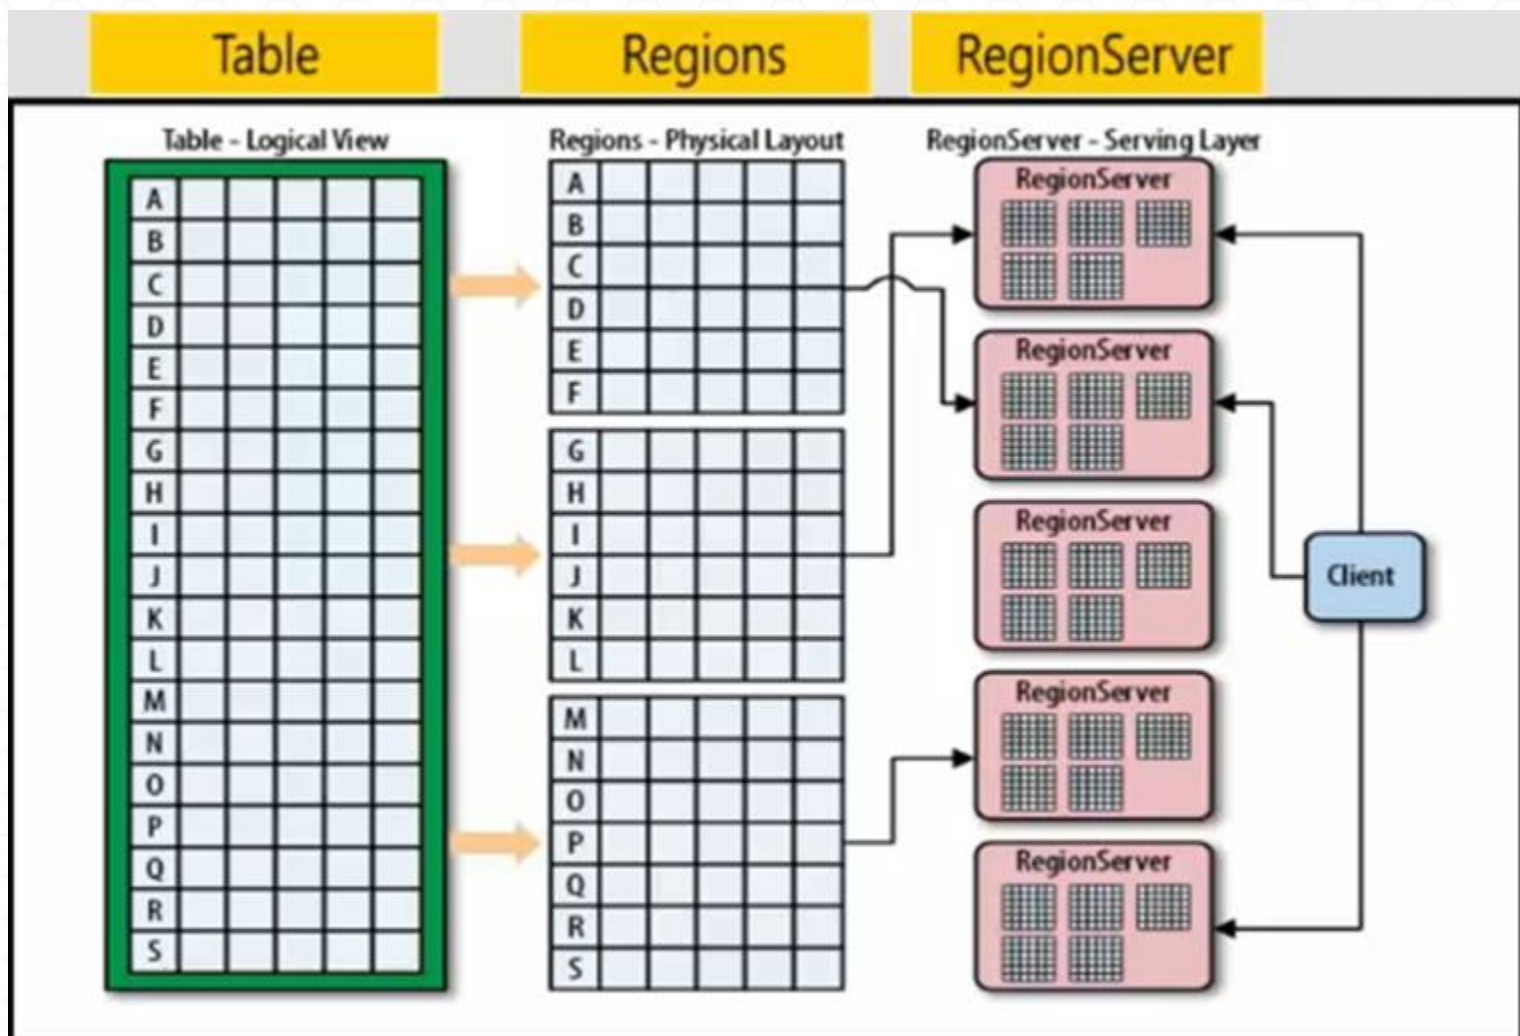 Table
Regions
RegionServer
Table - Logical View
A
B
C
D
E
F
G
H
I
J
K
L
M
N
O
P
Q
R
S
Regions - Physical Layout
A
B
C
D
E
F
G
H
I
J
K
L
M
N
O
P
Q
R
S
RegionServer - Serving Layer
RegionServer
RegionServer
RegionServer
RegionServer
RegionServer
Client